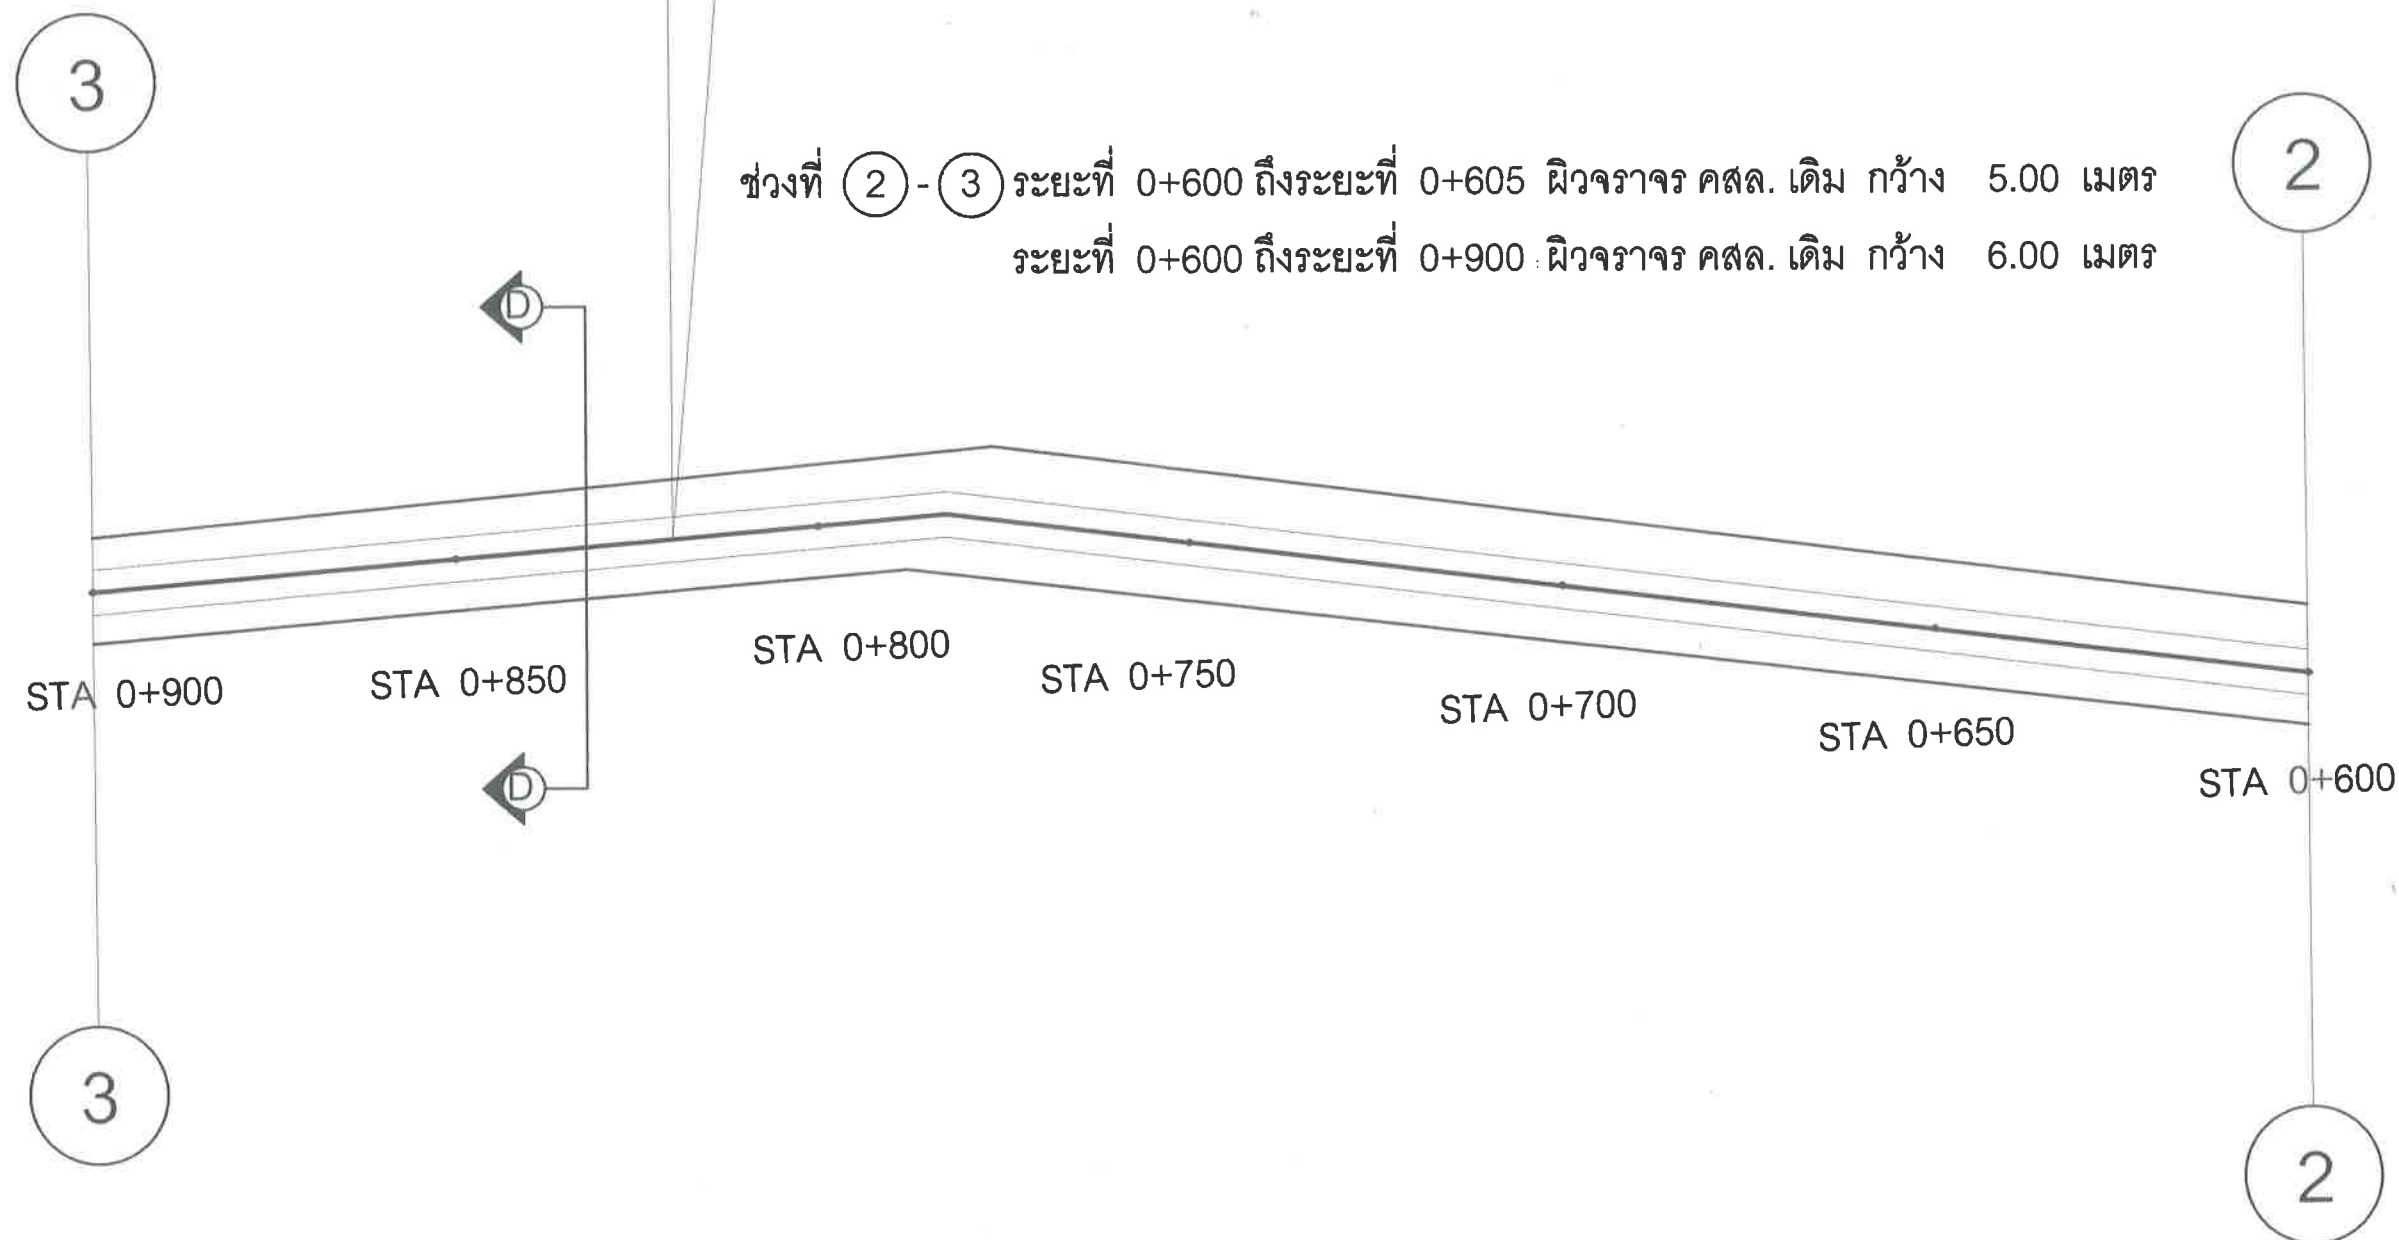 3
2
ช่วงที่ 2 - 3 ระยะที่ 0+600 ถึงระยะที่ 0+605 ผิวจราจร คสล. เดิม กว้าง 5.00 เมตร
ระยะที่ 0+600 ถึงระยะที่ 0+900 ผิวจราจร คสล. เดิม กว้าง 6.00 เมตร
D
STA 0+900
STA 0+850
STA 0+800
STA 0+750
STA 0+700
STA 0+650
STA 0+600
D
3
2